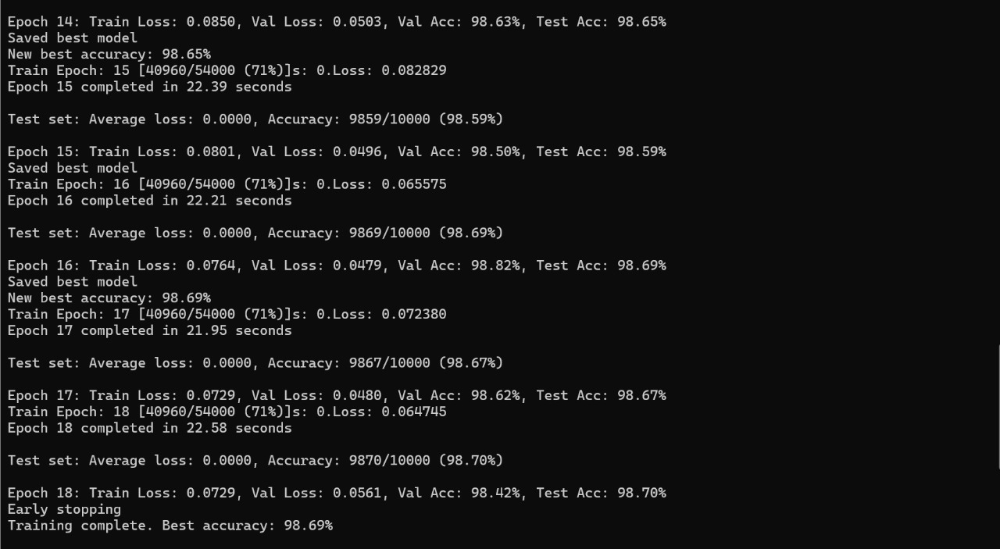 Epoch 14: Train Loss: 0.0850, Val Loss: 0.0503, Val Acc: 98.63%, Test Acc: 98.65%
Saved best model
New best accuracy: 98.65%
Train Epoch: 15 [40960/54000 (71%)]s: 0.Loss: 0.082829
Epoch 15 completed in 22.39 seconds

Test set: Average loss: 0.0000, Accuracy: 9859/10000 (98.59%)

Epoch 15: Train Loss: 0.0801, Val Loss: 0.0496, Val Acc: 98.50%, Test Acc: 98.59%
Saved best model
Train Epoch: 16 [40960/54000 (71%)]s: 0.Loss: 0.065575
Epoch 16 completed in 22.21 seconds

Test set: Average loss: 0.0000, Accuracy: 9869/10000 (98.69%)

Epoch 16: Train Loss: 0.0764, Val Loss: 0.0479, Val Acc: 98.82%, Test Acc: 98.69%
Saved best model
New best accuracy: 98.69%
Train Epoch: 17 [40960/54000 (71%)]s: 0.Loss: 0.072380
Epoch 17 completed in 21.95 seconds

Test set: Average loss: 0.0000, Accuracy: 9867/10000 (98.67%)

Epoch 17: Train Loss: 0.0729, Val Loss: 0.0480, Val Acc: 98.62%, Test Acc: 98.67%
Train Epoch: 18 [40960/54000 (71%)]s: 0.Loss: 0.064745
Epoch 18 completed in 22.58 seconds

Test set: Average loss: 0.0000, Accuracy: 9870/10000 (98.70%)

Epoch 18: Train Loss: 0.0729, Val Loss: 0.0561, Val Acc: 98.42%, Test Acc: 98.70%
Early stopping
Training complete. Best accuracy: 98.69%